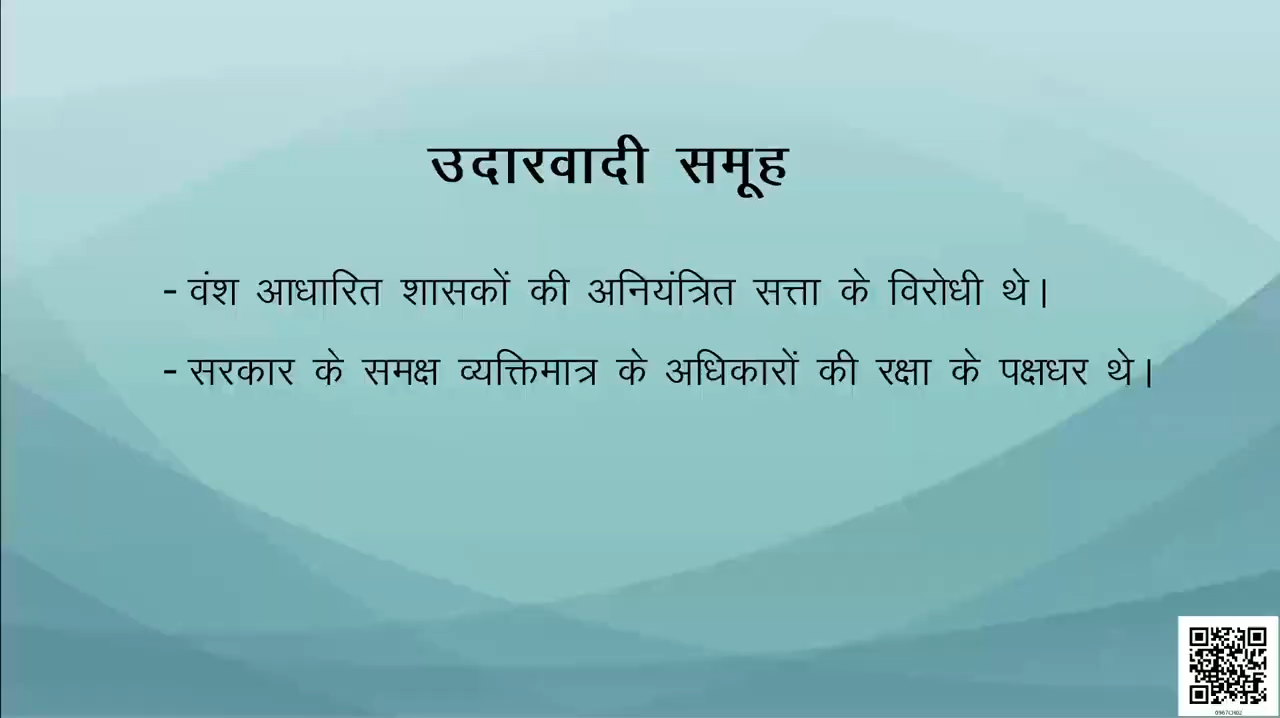 उदारवादी समूह
- वंश आधारित शासकों की अनियंत्रित सत्ता के विरोधी थे।
- सरकार के समक्ष व्यक्तिमात्र के अधिकारों की रक्षा के पक्षधर थे।